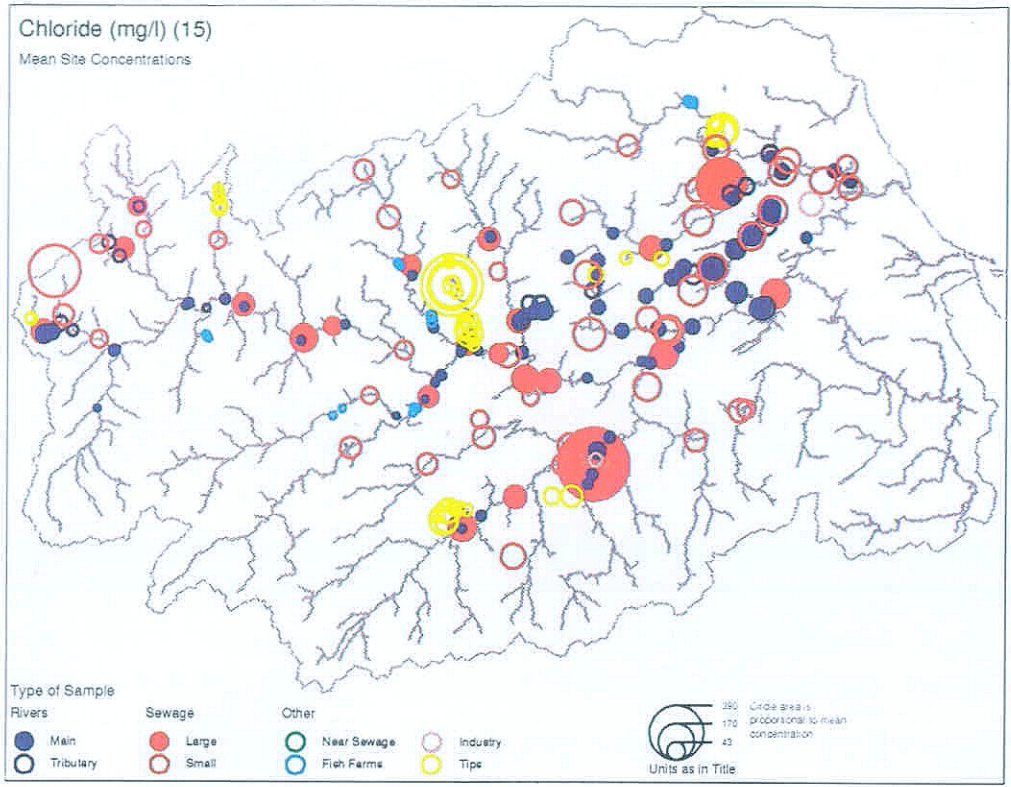 Chloride (mg/l) (15)
Mean Site Concentrations
Type of Sample
Rivers
Sewage
Other
Main
Large
Near Sewage
Industry
Tributary
Small
Fish Farms
Tips
390
170
43
Circle area is
proportional to mean
concentration
Units as in Title